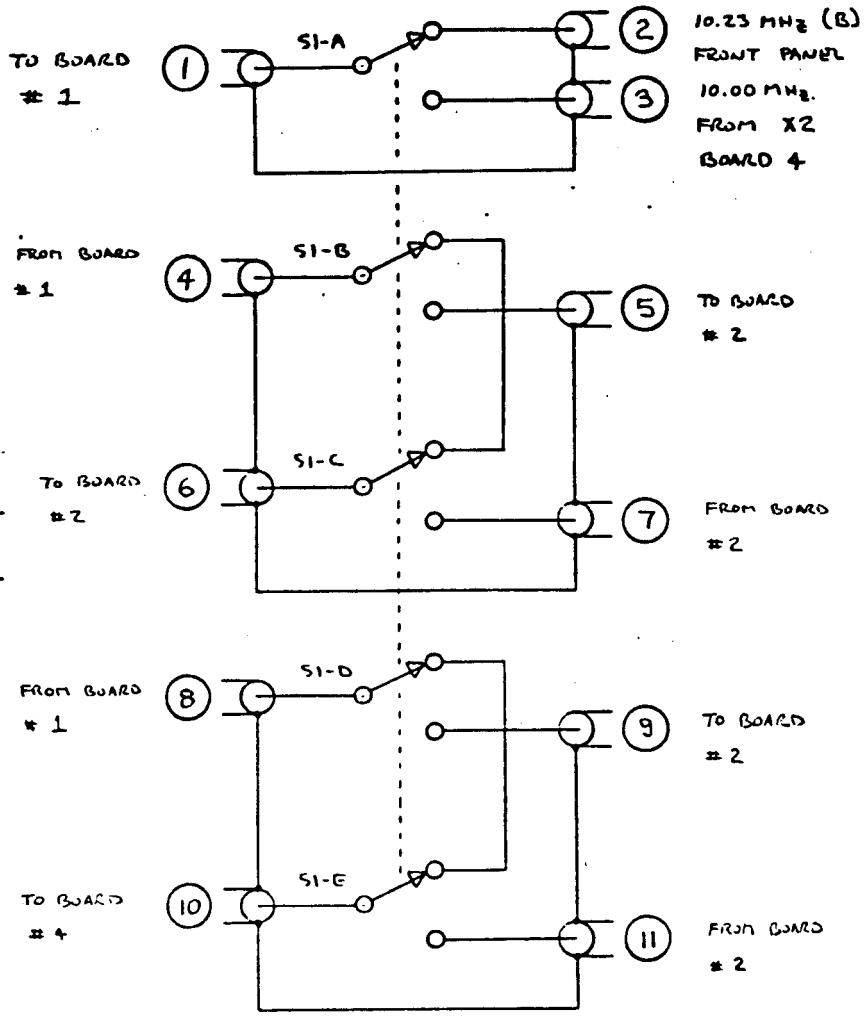 S1-A
TO BOARD
# 1
1
2
10.23 MHz (B)
FRONT PANEL
3
10.00 MHz.
FROM X2
BOARD 4
S1-B
FROM BOARD
# 1
4
5
TO BOARD
# 2
S1-C
TO BOARD
# 2
6
7
FROM BOARD
# 2
S1-D
FROM BOARD
# 1
8
9
TO BOARD
# 2
S1-E
TO BOARD
# 4
10
11
FROM BOARD
# 2